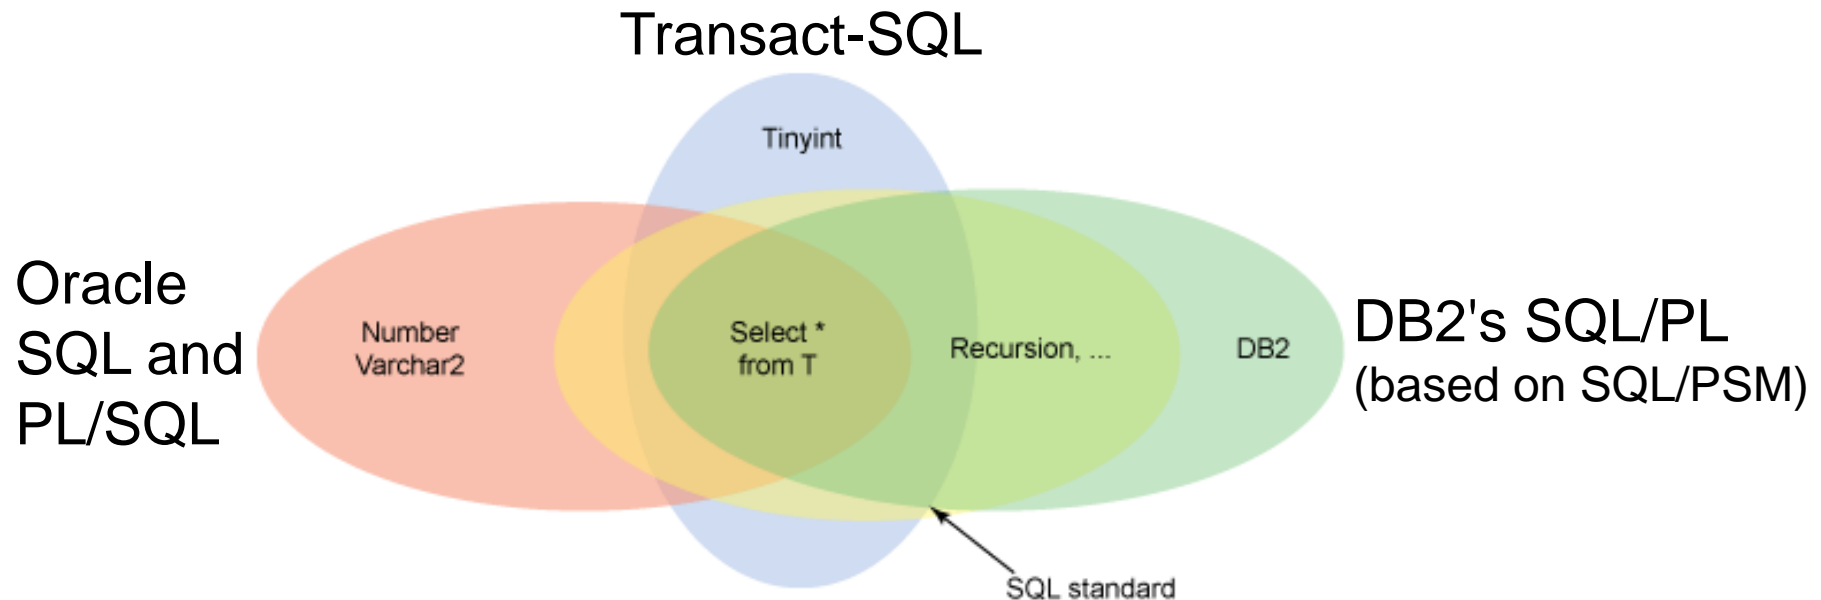 Transact-SQL
Tinyint
Oracle
SQL and
PL/SQL
Number
Varchar2
Select *
from T
Recursion, ...
DB2
DB2's SQL/PL
(based on SQL/PSM)
SQL standard